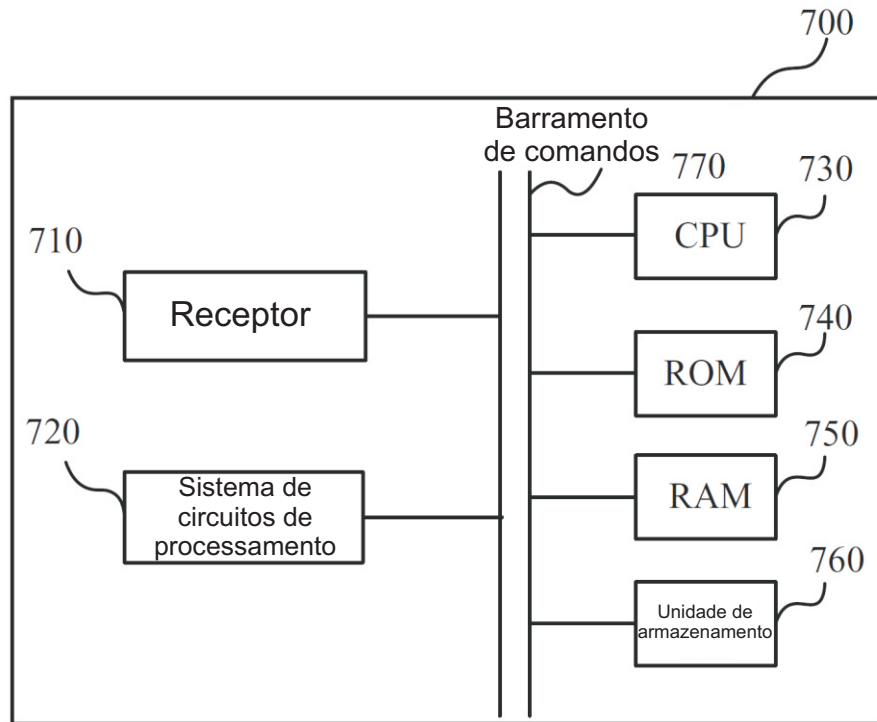 700
Barramento
de comandos
770
730
CPU
710
Receptor
740
ROM
720
Sistema de
circuitos de
processamento
750
RAM
760
Unidade de
armazenamento